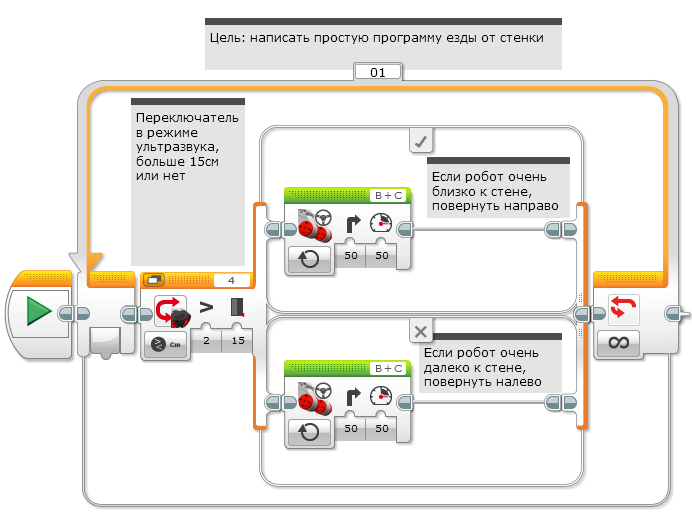 Цель: написать простую программу езды от стенки
01
Переключатель
в режиме
ультразвука,
больше 15см
или нет
Если робот очень
близко к стене,
повернуть направо
B + C
50 50
4
>
Cm
2 15
∞
Если робот очень
далеко к стене,
повернуть налево
B + C
50 50